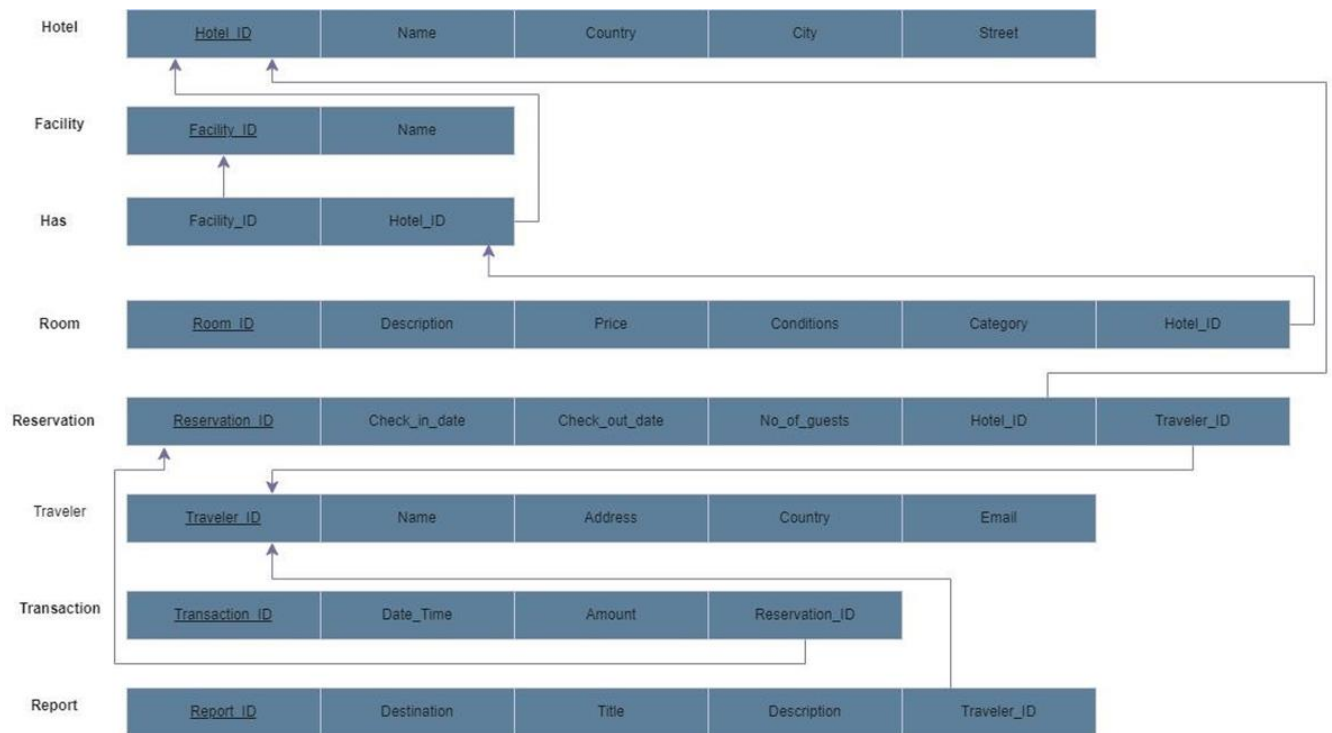 Hotel Hotel_ID Name Country City Street
Facility Facility_ID Name
Has Facility_ID Hotel_ID
Room Room_ID Description Price Conditions Category Hotel_ID
Reservation Reservation_ID Check_in_date Check_out_date No_of_guests Hotel_ID Traveler_ID
Traveler Traveler_ID Name Address Country Email
Transaction Transaction_ID Date_Time Amount Reservation_ID
Report Report_ID Destination Title Description Traveler_ID